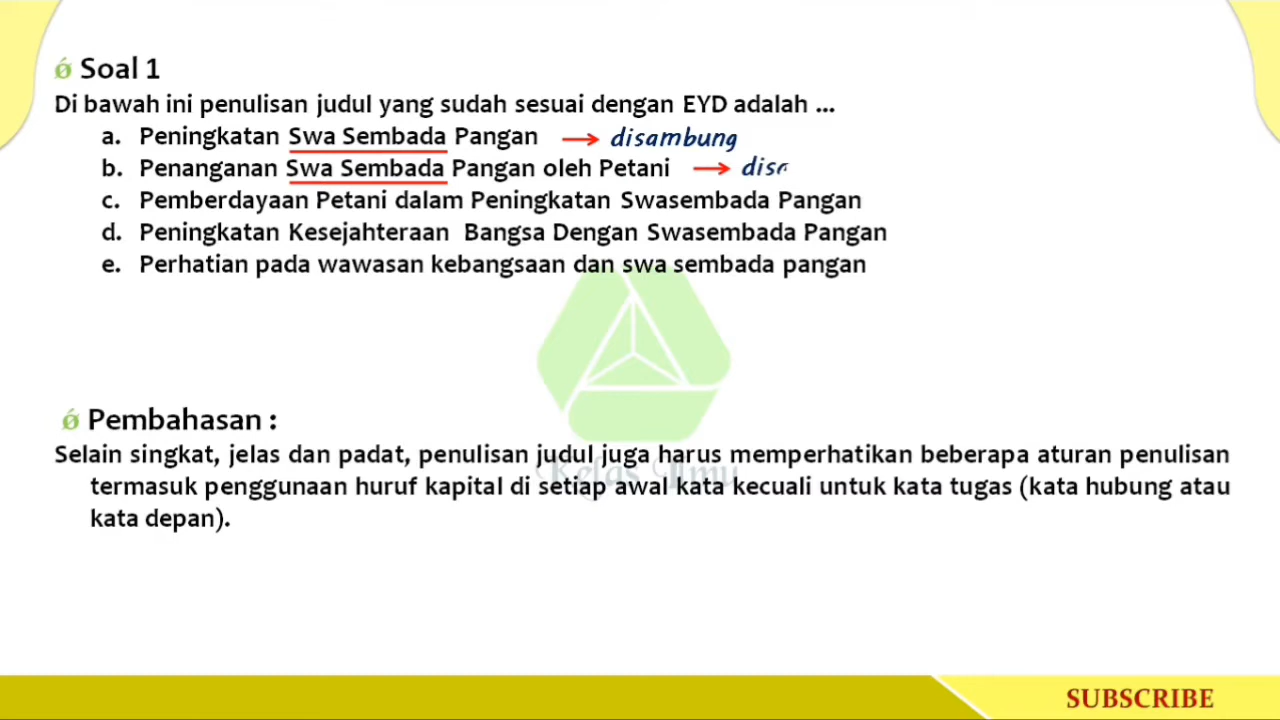 ǿ Soal 1
Di bawah ini penulisan judul yang sudah sesuai dengan EYD adalah ...
a. Peningkatan Swa Sembada Pangan → disambung
b. Penanganan Swa Sembada Pangan oleh Petani →
c. Pemberdayaan Petani dalam Peningkatan Swasembada Pangan
d. Peningkatan Kesejahteraan Bangsa Dengan Swasembada Pangan
e. Perhatian pada wawasan kebangsaan dan swa sembada pangan
ǿ Pembahasan :
Selain singkat, jelas dan padat, penulisan judul juga harus memperhatikan beberapa aturan penulisan
Kelas Ilmu
termasuk penggunaan huruf kapital di setiap awal kata kecuali untuk kata tugas (kata hubung atau
kata depan).
SUBSCRIBE